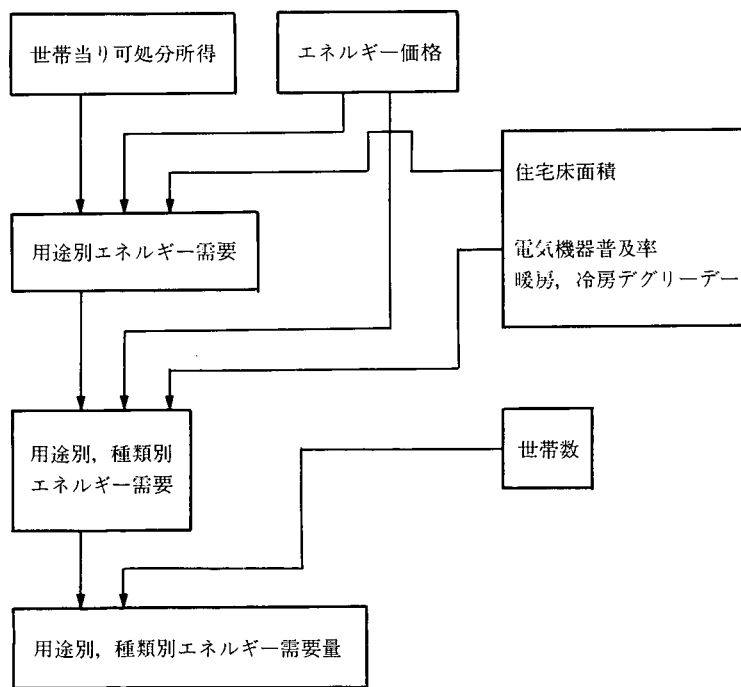 世帯当り可処分所得
エネルギー価格
住宅床面積
電気機器普及率
暖房,冷房デグリーデー
用途別エネルギー需要
用途別,種類別
エネルギー需要
世帯数
用途別,種類別エネルギー需要量